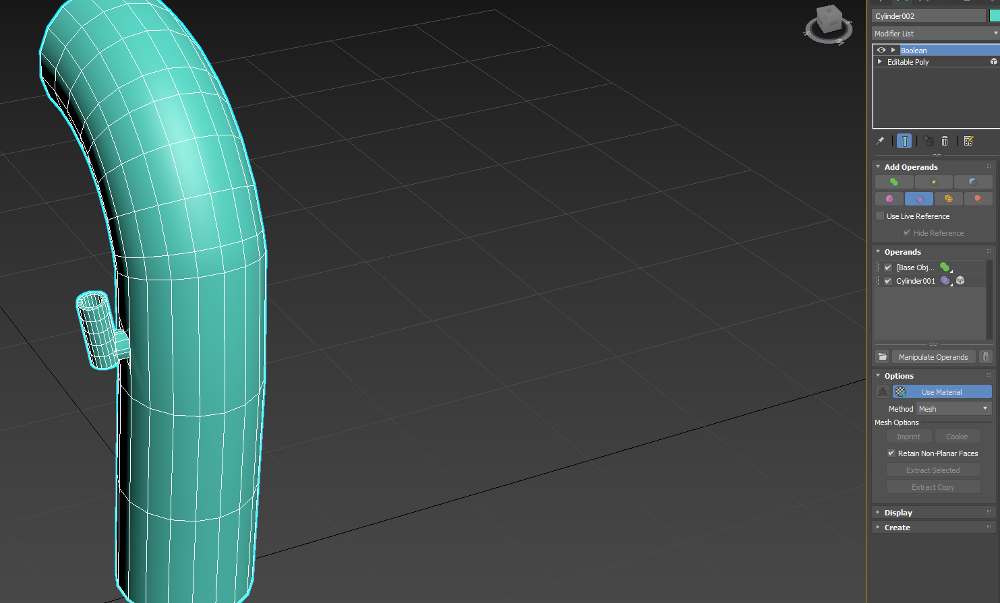 Cylinder002
Modifier List
Boolean
Editable Poly
Add Operands
Use Live Reference
Hide Reference
Operands
[Base Obj...
Cylinder001
Manipulate Operands
Options
Use Material
Method Mesh
Mesh Options
Imprint Cookie
Retain Non-Planar Faces
Extract Selected
Extract Copy
Display
Create